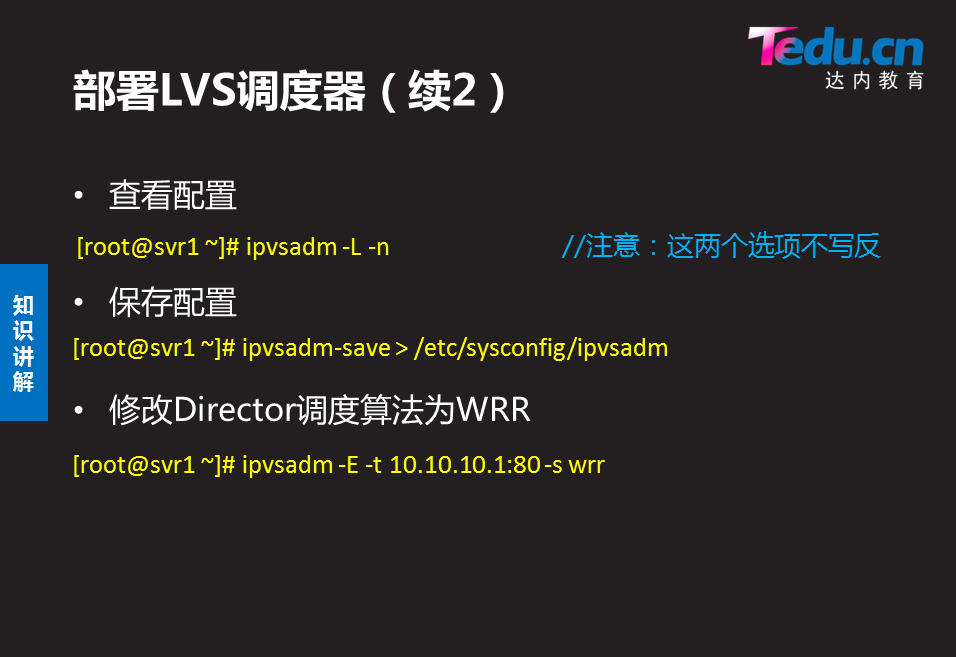 Tedu.cn
达内教育
部署LVS调度器（续2）
• 查看配置
[root@svr1 ~]# ipvsadm -L -n //注意：这两个选项不写反
• 保存配置
[root@svr1 ~]# ipvsadm-save > /etc/sysconfig/ipvsadm
• 修改Director调度算法为WRR
[root@svr1 ~]# ipvsadm -E -t 10.10.10.1:80 -s wrr
知识讲解